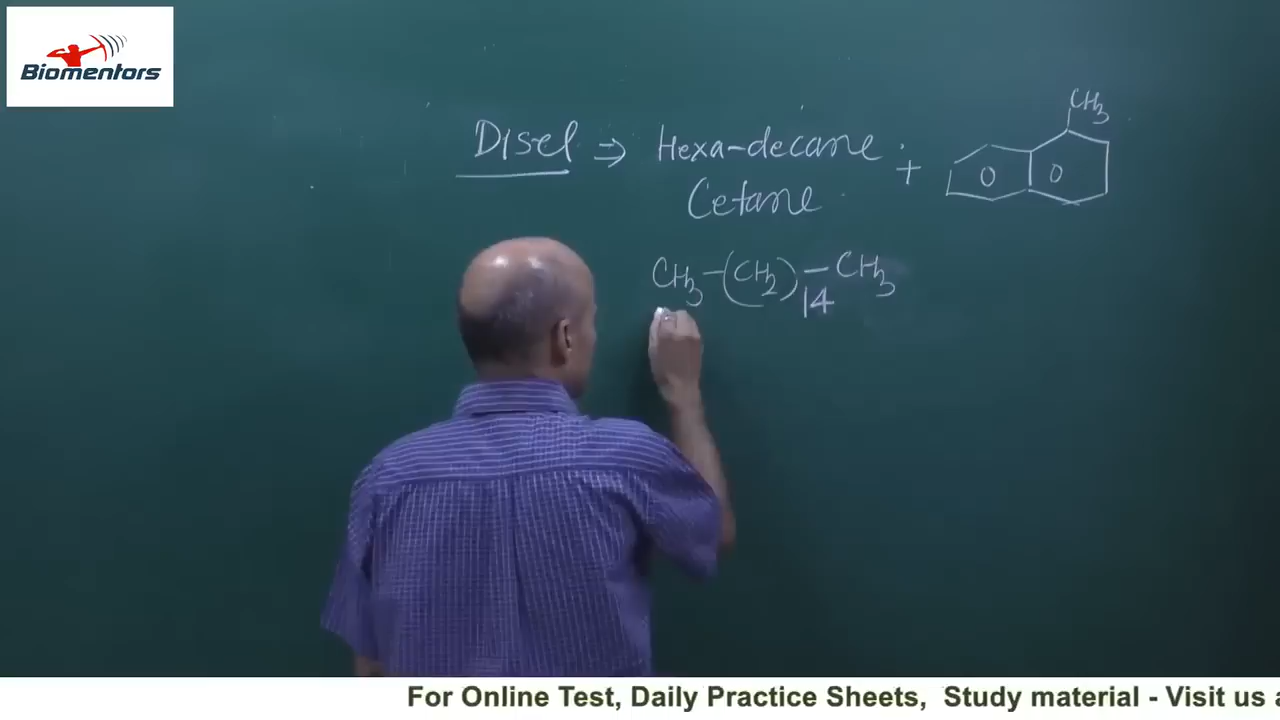 Biomentors
CH3
Disel ⇒ Hexa-decane +
Cetane
CH3-(CH2)14-CH3
For Online Test, Daily Practice Sheets, Study material - Visit us a